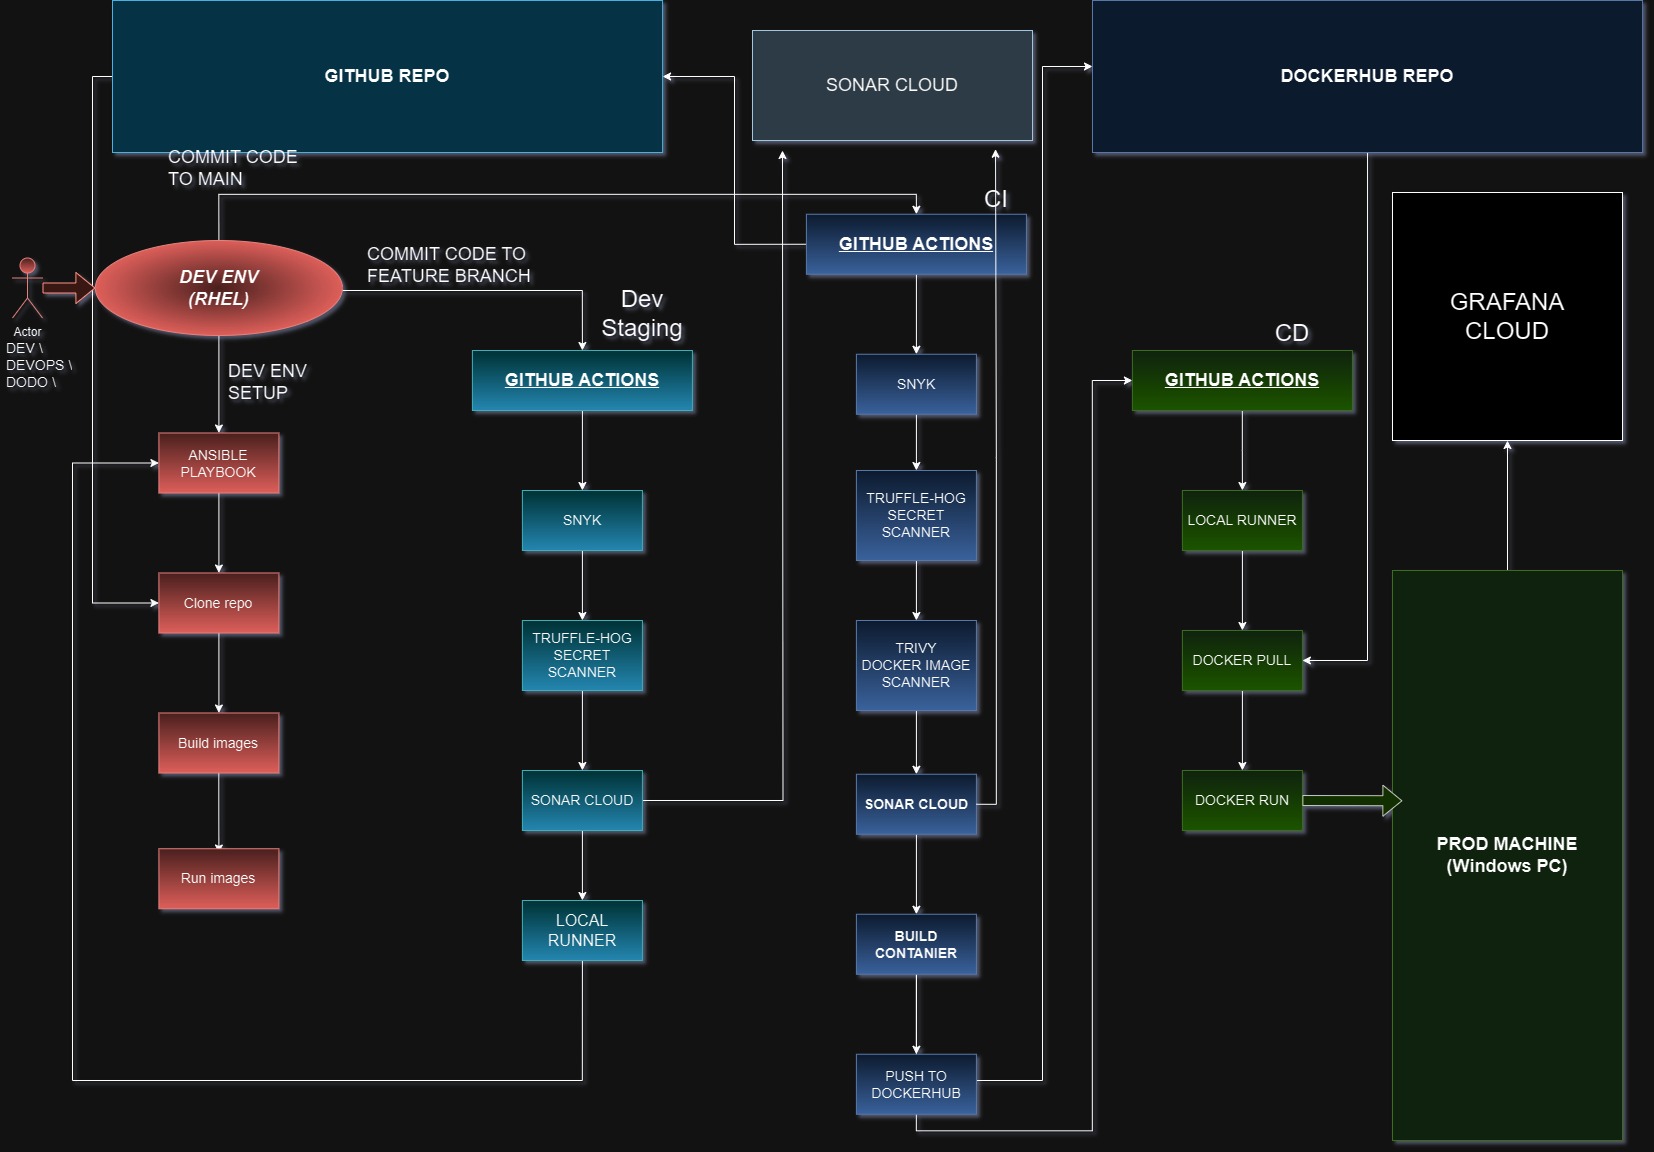 GITHUB REPO
SONAR CLOUD
DOCKERHUB REPO
COMMIT CODE
TO MAIN
CI
GITHUB ACTIONS
DEV ENV
(RHEL)
COMMIT CODE TO
FEATURE BRANCH
Actor
DEV \
DEVOPS \
DODO \
DEV ENV
SETUP
ANSIBLE
PLAYBOOK
Clone repo
Build images
Run images
Dev
Staging
GITHUB ACTIONS
SNYK
TRUFFLE-HOG
SECRET
SCANNER
SONAR CLOUD
LOCAL
RUNNER
SNYK
TRUFFLE-HOG
SECRET
SCANNER
TRIVY
DOCKER IMAGE
SCANNER
SONAR CLOUD
BUILD
CONTANIER
PUSH TO
DOCKERHUB
CD
GITHUB ACTIONS
LOCAL RUNNER
DOCKER PULL
DOCKER RUN
GRAFANA
CLOUD
PROD MACHINE
(Windows PC)